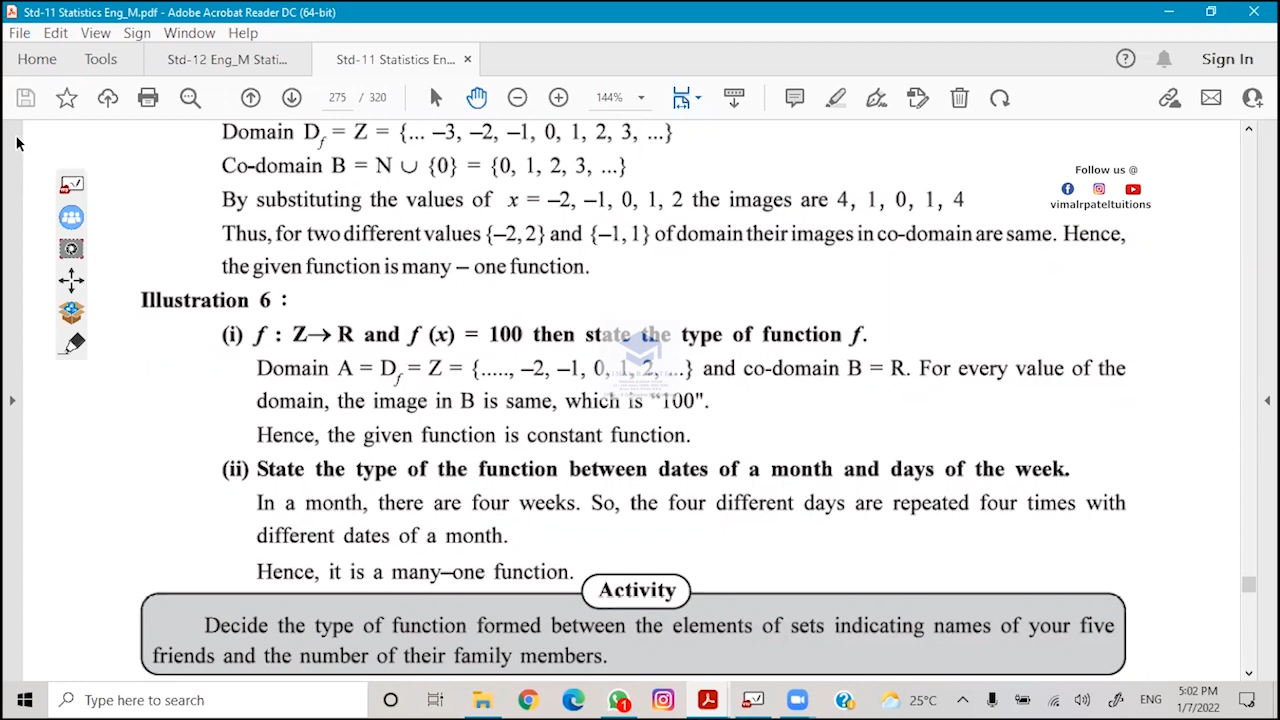 Std-11 Statistics Eng_M.pdf - Adobe Acrobat Reader DC (64-bit)
File Edit View Sign Window Help
Home Tools Std-12 Eng_M Stati... Std-11 Statistics En... × Sign In
275 / 320 144%
Domain D_f = Z = {... –3, –2, –1, 0, 1, 2, 3, ...}
Co-domain B = N ∪ {0} = {0, 1, 2, 3, ...}
Follow us @
vimalrpateltuitions
By substituting the values of x = –2, –1, 0, 1, 2 the images are 4, 1, 0, 1, 4
Thus, for two different values {–2, 2} and {–1, 1} of domain their images in co-domain are same. Hence,
the given function is many – one function.
Illustration 6 :
(i) f : Z→ R and f (x) = 100 then state the type of function f.
Domain A = D_f = Z = {....., –2, –1, 0, 1, 2, ...} and co-domain B = R. For every value of the
domain, the image in B is same, which is “100".
Hence, the given function is constant function.
(ii) State the type of the function between dates of a month and days of the week.
In a month, there are four weeks. So, the four different days are repeated four times with
different dates of a month.
Hence, it is a many–one function.
Activity
Decide the type of function formed between the elements of sets indicating names of your five
friends and the number of their family members.
Type here to search
1
25°C ENG 5:02 PM
1/7/2022